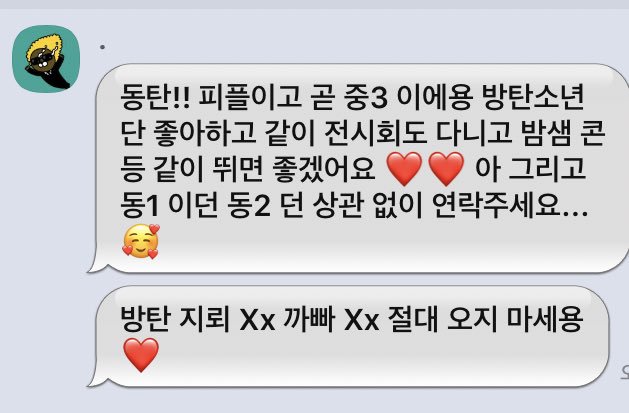 .
동탄!! 피플이고 곧 중3 이에용 방탄소년
단 좋아하고 같이 전시회도 다니고 밤샘 콘
등 같이 뛰면 좋겠어요 ❤️❤️ 아 그리고
동1 이던 동2 던 상관 없이 연락주세요...
🥰
방탄 지뢰 Xx 까빠 Xx 절대 오지 마세용
❤️